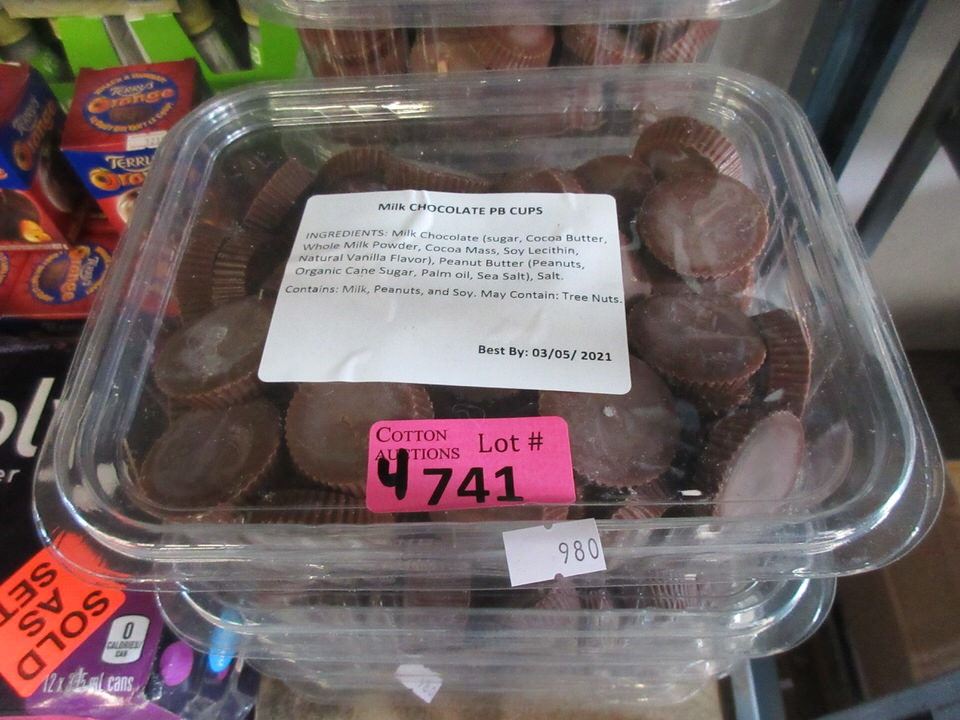 Milk CHOCOLATE PB CUPS
INGREDIENTS: Milk Chocolate (sugar, Cocoa Butter,
Whole Milk Powder, Cocoa Mass, Soy Lecithin,
Natural Vanilla Flavor), Peanut Butter (Peanuts,
Organic Cane Sugar, Palm oil, Sea Salt), Salt.
Contains: Milk, Peanuts, and Soy. May Contain: Tree Nuts.
Best By: 03/05/ 2021
COTTON
AUCTIONS
Lot #
4 741
980
TERRY'S
Orange
TERRY'S
SOLD
AS
SET
0
CALORIES/
CAN